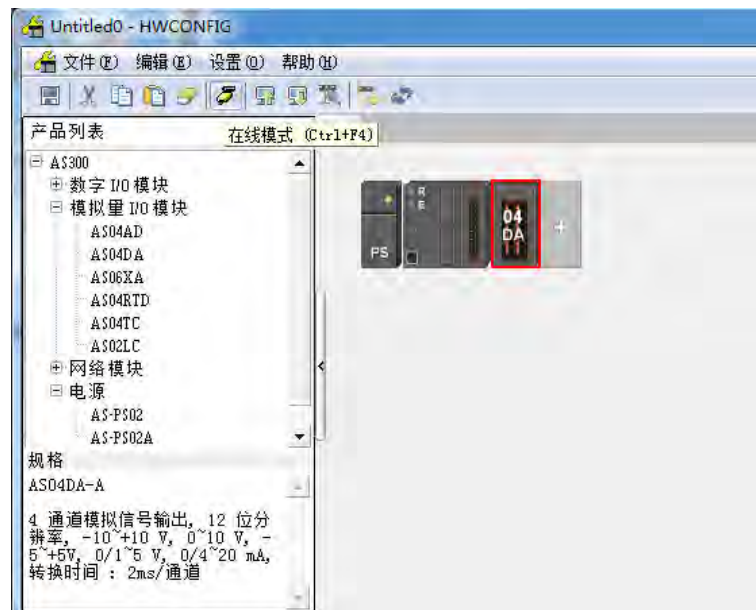 Untitled0 - HWCONFIG
文件(F) 编辑(E) 设置(O) 帮助(H)
产品列表
在线模式 (Ctrl+F4)
AS300
数字 I/O 模块
模拟量 I/O 模块
AS04AD
AS04DA
AS06XA
AS04RTD
AS04TC
AS02LC
网络模块
电源
AS-PS02
AS-PS02A
R
E
PS
04
DA
+
规格
AS04DA-A
4 通道模拟信号输出, 12 位分
辨率, -10~+10 V, 0~10 V, -
5~+5V, 0/1~5 V, 0/4~20 mA,
转换时间 : 2ms/通道